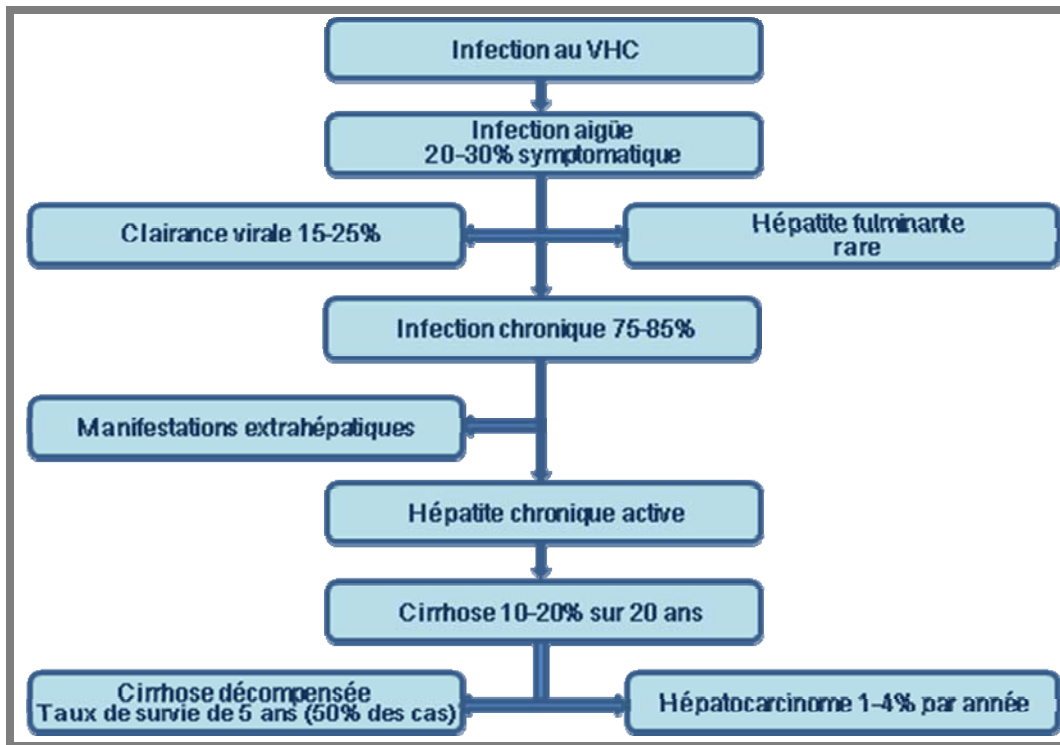 Infection au VHC
Infection aigüe
20-30% symptomatique
Clairance virale 15-25%
Hépatite fulminante
rare
Infection chronique 75-85%
Manifestations extrahépatiques
Hépatite chronique active
Cirrhose 10-20% sur 20 ans
Cirrhose décompensée
Taux de survie de 5 ans (50% des cas)
Hépatocarcinome 1-4% par année